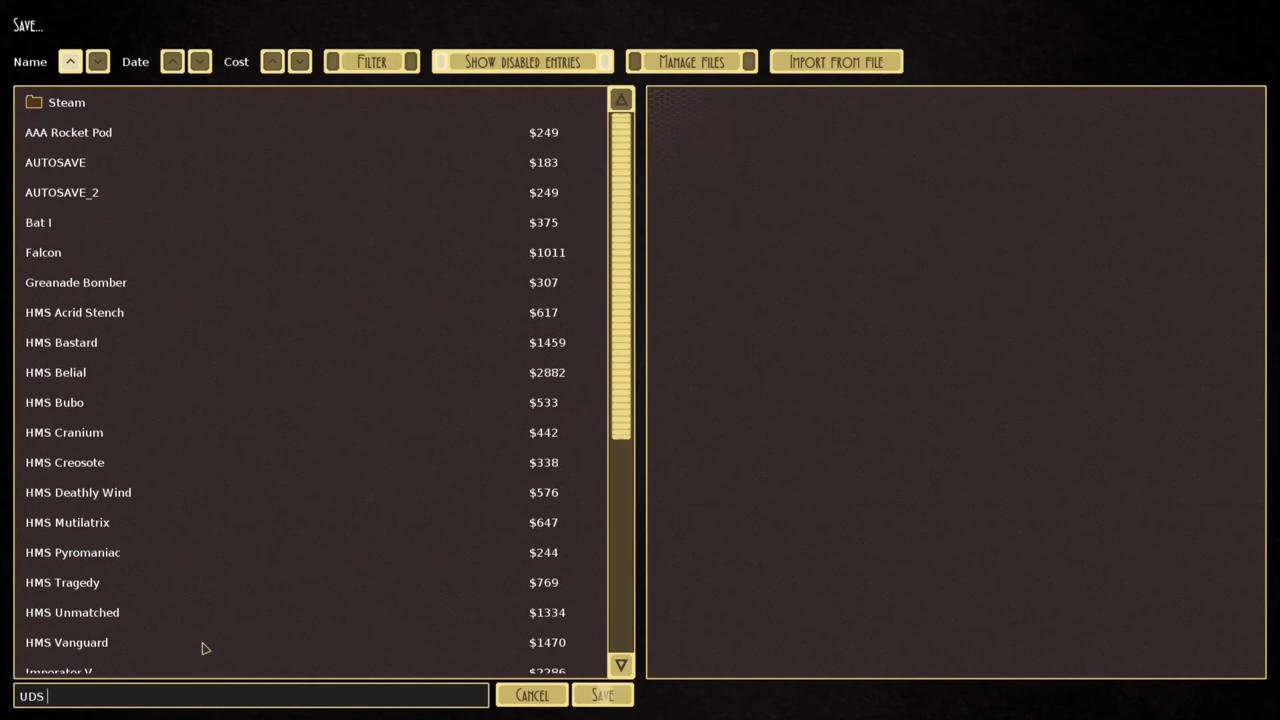 Save...
Name Date Cost Filter Show disabled entries Manage files Import from file
Steam
AAA Rocket Pod $249
AUTOSAVE $183
AUTOSAVE_2 $249
Bat I $375
Falcon $1011
Greanade Bomber $307
HMS Acrid Stench $617
HMS Bastard $1459
HMS Belial $2882
HMS Bubo $533
HMS Cranium $442
HMS Creosote $338
HMS Deathly Wind $576
HMS Mutilatrix $647
HMS Pyromaniac $244
HMS Tragedy $769
HMS Unmatched $1334
HMS Vanguard $1470
Imperator V $2286
UDS Cancel Save